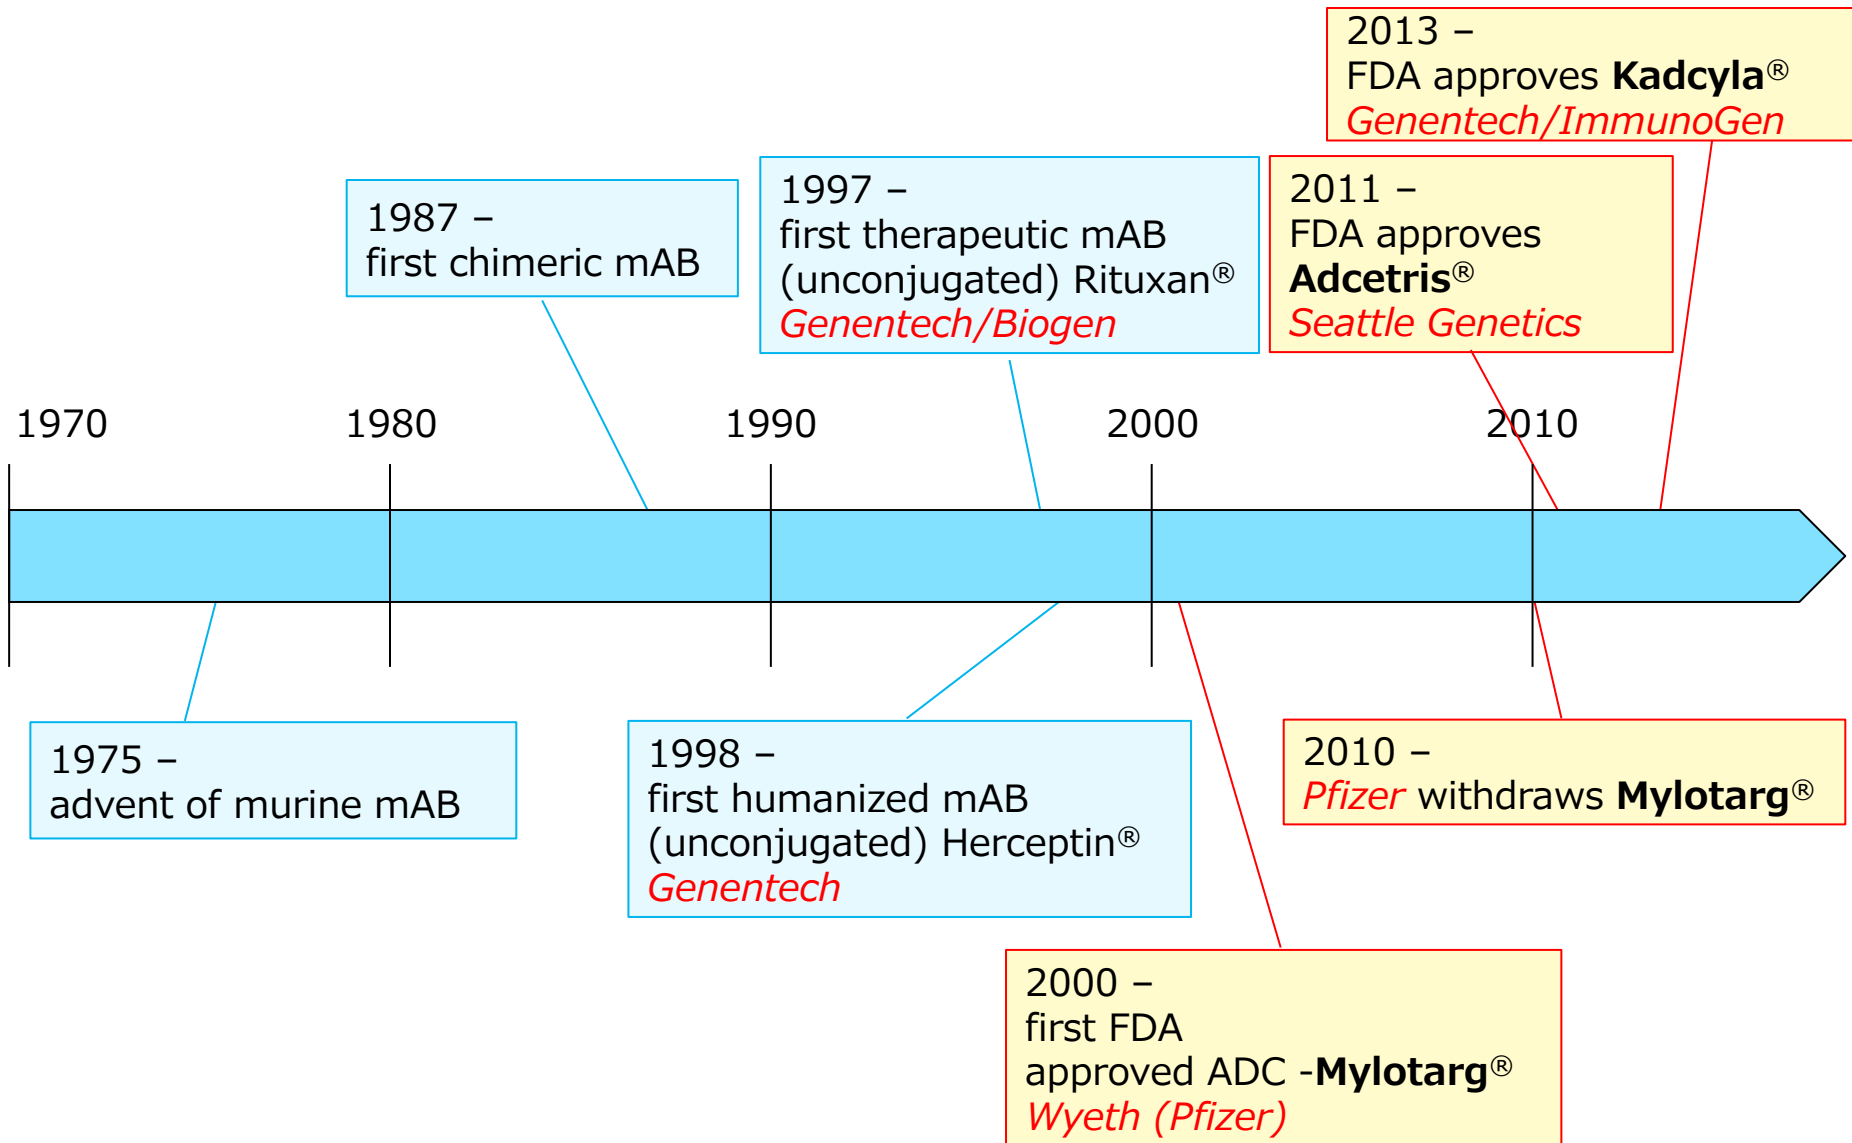 2013 –
FDA approves Kadcyla®
Genentech/ImmunoGen
1987 –
first chimeric mAB
1997 –
first therapeutic mAB
(unconjugated) Rituxan®
Genentech/Biogen
2011 –
FDA approves
Adcetris®
Seattle Genetics
1970
1980
1990
2000
2010
1975 –
advent of murine mAB
1998 –
first humanized mAB
(unconjugated) Herceptin®
Genentech
2010 –
Pfizer withdraws Mylotarg®
2000 –
first FDA
approved ADC -Mylotarg®
Wyeth (Pfizer)